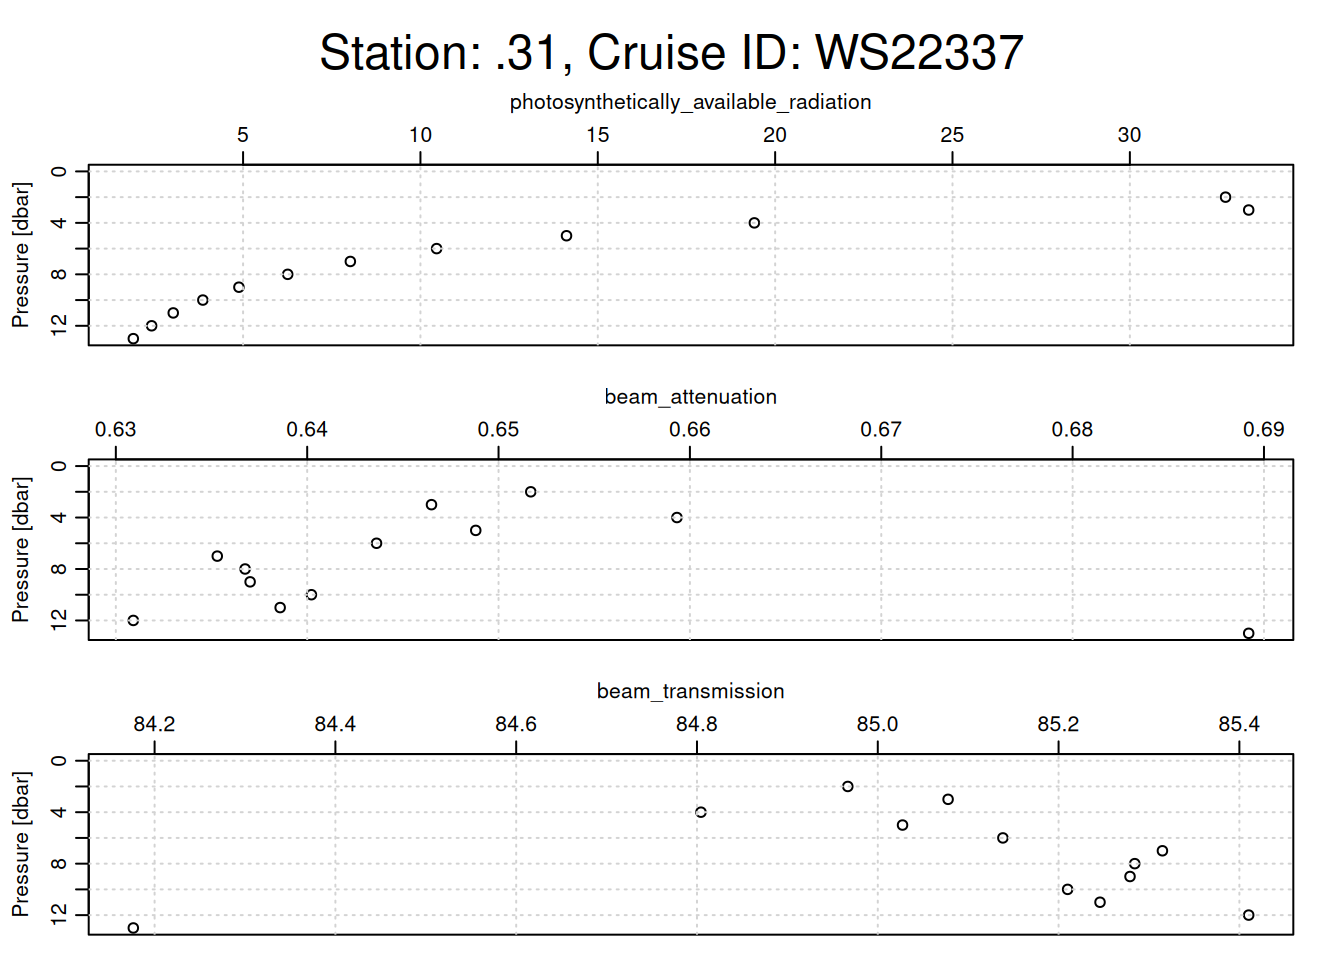 Station: .31, Cruise ID: WS22337
photosynthetically_available_radiation
5 10 15 20 25 30
Pressure [dbar]
0
4
8
12
beam_attenuation
0.63 0.64 0.65 0.66 0.67 0.68 0.69
Pressure [dbar]
0
4
8
12
beam_transmission
84.2 84.4 84.6 84.8 85.0 85.2 85.4
Pressure [dbar]
0
4
8
12